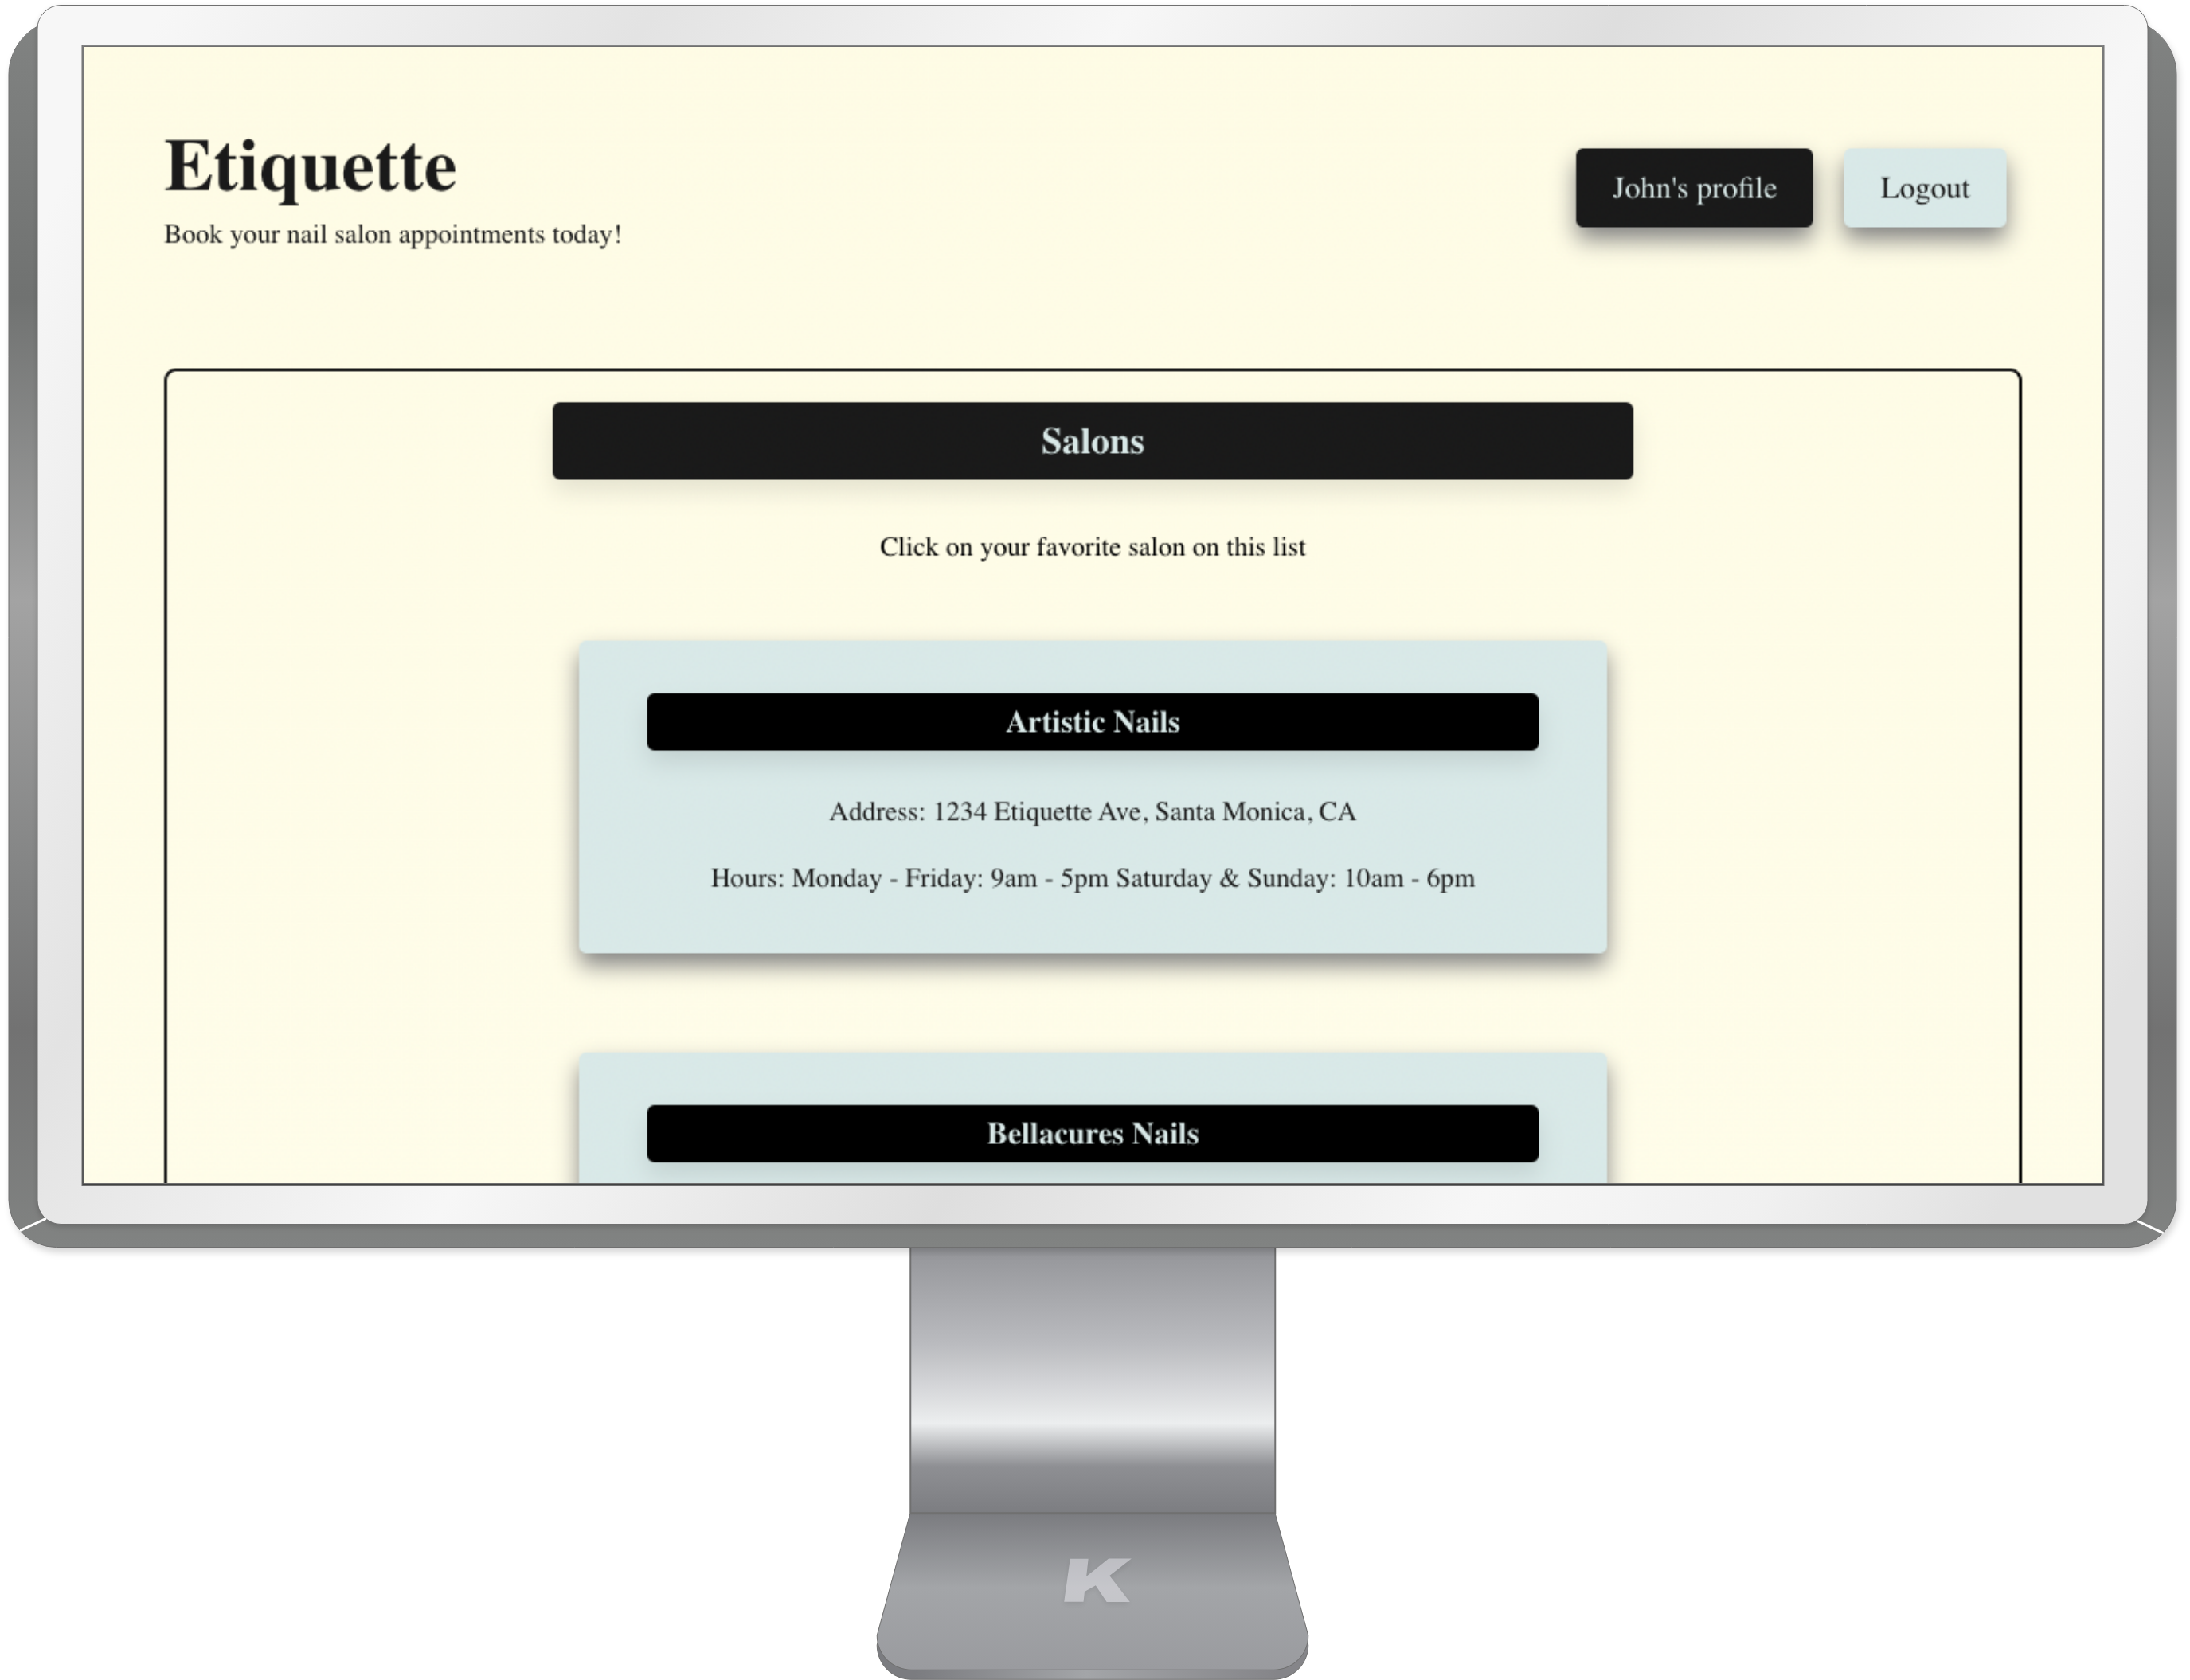 Etiquette
Book your nail salon appointments today!
John's profile
Logout
Salons
Click on your favorite salon on this list
Artistic Nails
Address: 1234 Etiquette Ave, Santa Monica, CA
Hours: Monday - Friday: 9am - 5pm Saturday & Sunday: 10am - 6pm
Bellacures Nails
K